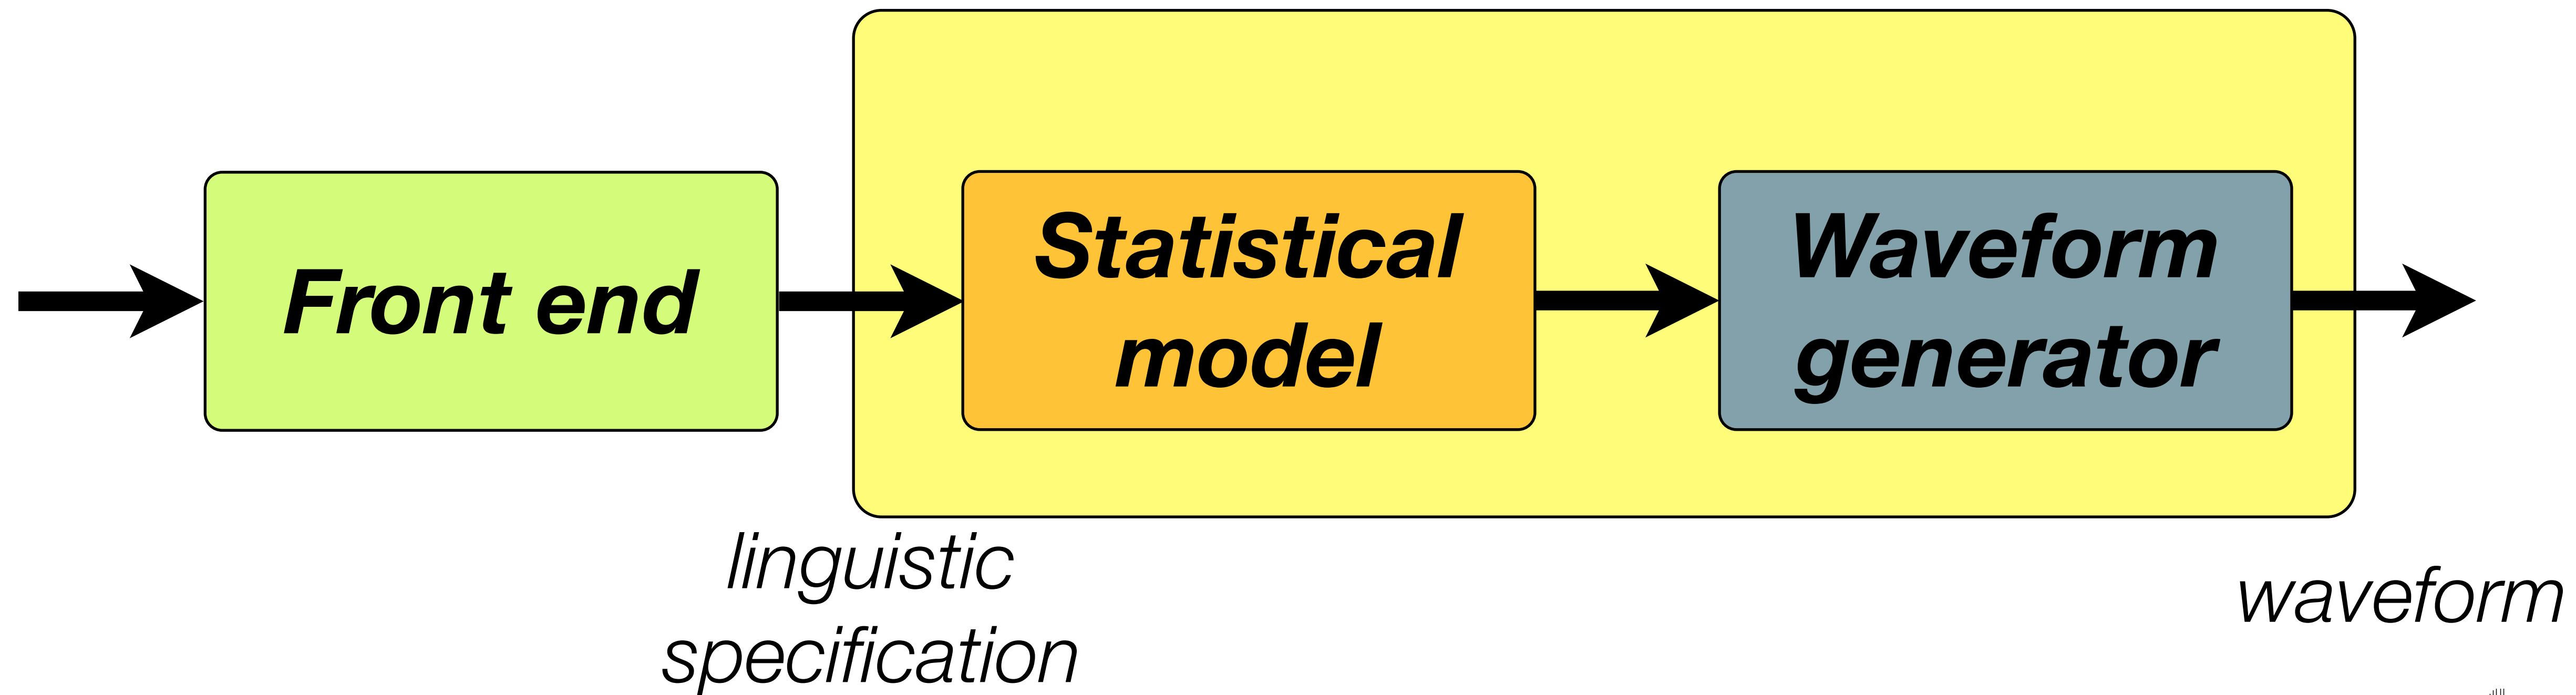 Front end
Statistical
model
Waveform
generator
linguistic
specification
waveform